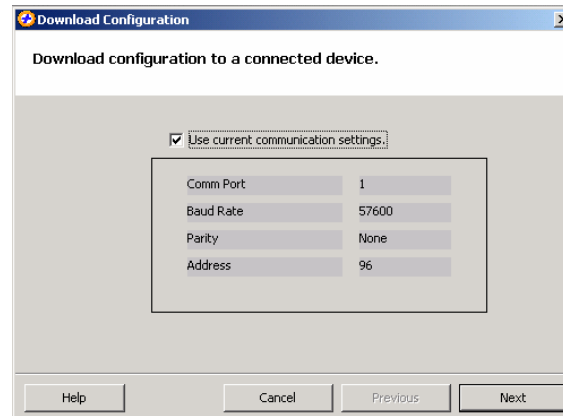 Download Configuration
Download configuration to a connected device.
Use current communication settings.
Comm Port 1
Baud Rate 57600
Parity None
Address 96
Help Cancel Previous Next